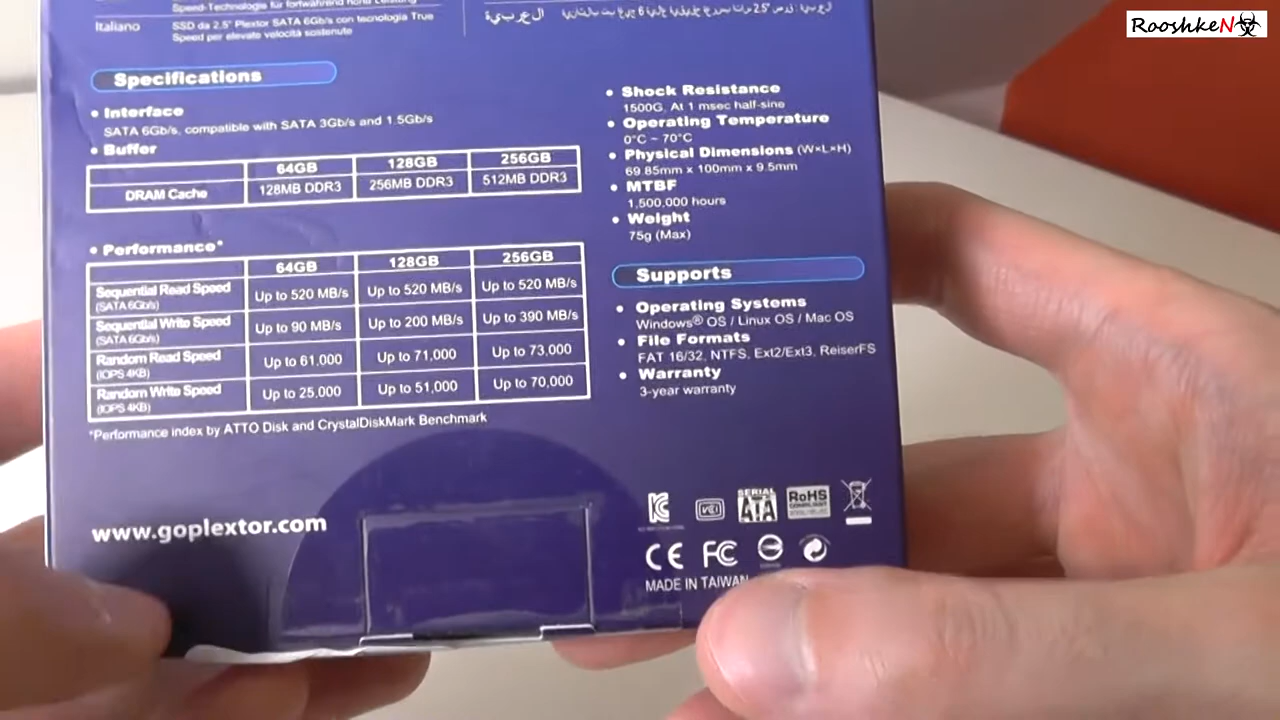 RooshkeN
Speed-Technologie für fortwährend hohe Leistung
Italiano
SSD da 2.5" Plextor SATA 6Gb/s con tecnologia True
Speed per elevate velocità sostenute
العربية
Specifications
• Interface
SATA 6Gb/s, compatible with SATA 3Gb/s and 1.5Gb/s
• Buffer
64GB 128GB 256GB
DRAM Cache 128MB DDR3 256MB DDR3 512MB DDR3
• Performance*
64GB 128GB 256GB
Sequential Read Speed (SATA 6Gb/s) Up to 520 MB/s Up to 520 MB/s Up to 520 MB/s
Sequential Write Speed (SATA 6Gb/s) Up to 90 MB/s Up to 200 MB/s Up to 390 MB/s
Random Read Speed (IOPS 4KB) Up to 61,000 Up to 71,000 Up to 73,000
Random Write Speed (IOPS 4KB) Up to 25,000 Up to 51,000 Up to 70,000
*Performance index by ATTO Disk and CrystalDiskMark Benchmark
www.goplextor.com
• Shock Resistance
1500G, At 1 msec half-sine
• Operating Temperature
0°C ~ 70°C
• Physical Dimensions (W×L×H)
69.85mm x 100mm x 9.5mm
• MTBF
1,500,000 hours
• Weight
75g (Max)
Supports
• Operating Systems
Windows® OS / Linux OS / Mac OS
• File Formats
FAT 16/32, NTFS, Ext2/Ext3, ReiserFS
• Warranty
3-year warranty
VCI SERIAL ATA RoHS COMPLIANT
CE FC
MADE IN TAIWAN